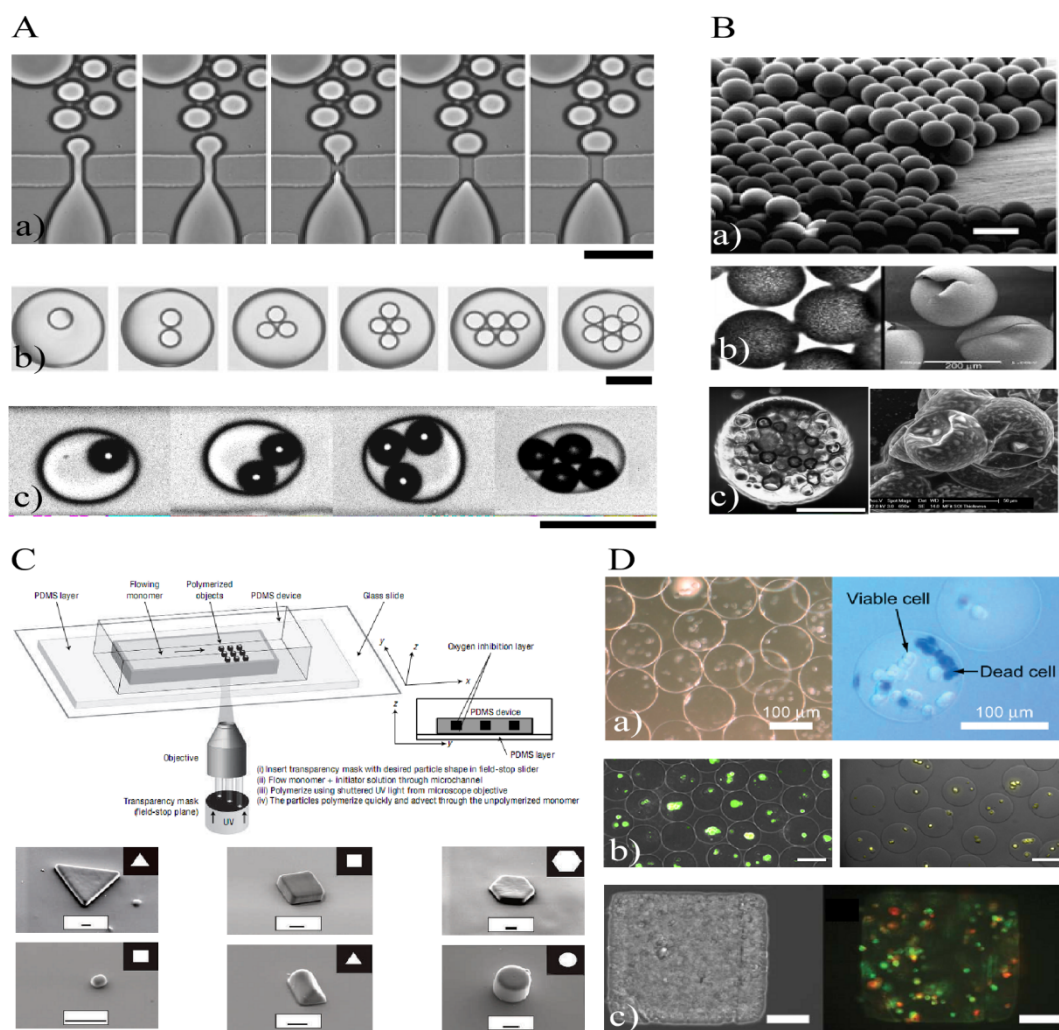 A
a)
b)
c)
B
a)
b)
200 µm
c)
C
PDMS layer
Flowing
monomer
Polymerized
objects
PDMS device
Glass slide
y
z
x
Oxygen inhibition layer
z
PDMS device
y
PDMS layer
Objective
Transparency mask
(field-stop plane)
UV
(i) Insert transparency mask with desired particle shape in field-stop slider
(ii) Flow monomer + initiator solution through microchannel
(iii) Polymerize using shuttered UV light from microscope objective
(iv) The particles polymerize quickly and advect through the unpolymerized monomer
D
Viable cell
Dead cell
a)
100 µm
100 µm
b)
c)